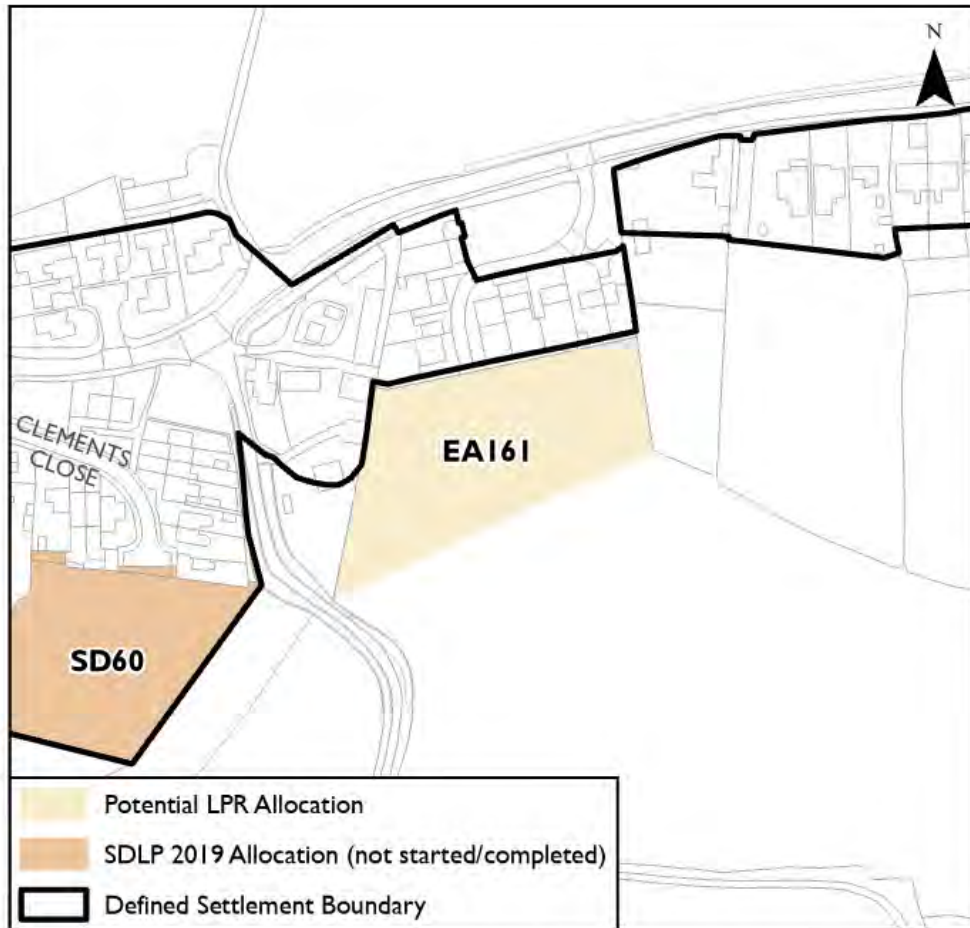 N
EA161
CLEMENTS
CLOSE
SD60
Potential LPR Allocation
SDLP 2019 Allocation (not started/completed)
Defined Settlement Boundary